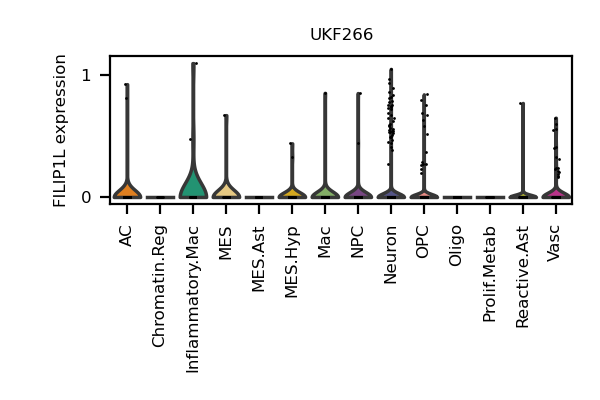 UKF266
FILIP1L expression
1
0
AC
Chromatin.Reg
Inflammatory.Mac
MES
MES.Ast
MES.Hyp
Mac
NPC
Neuron
OPC
Oligo
Prolif.Metab
Reactive.Ast
Vasc